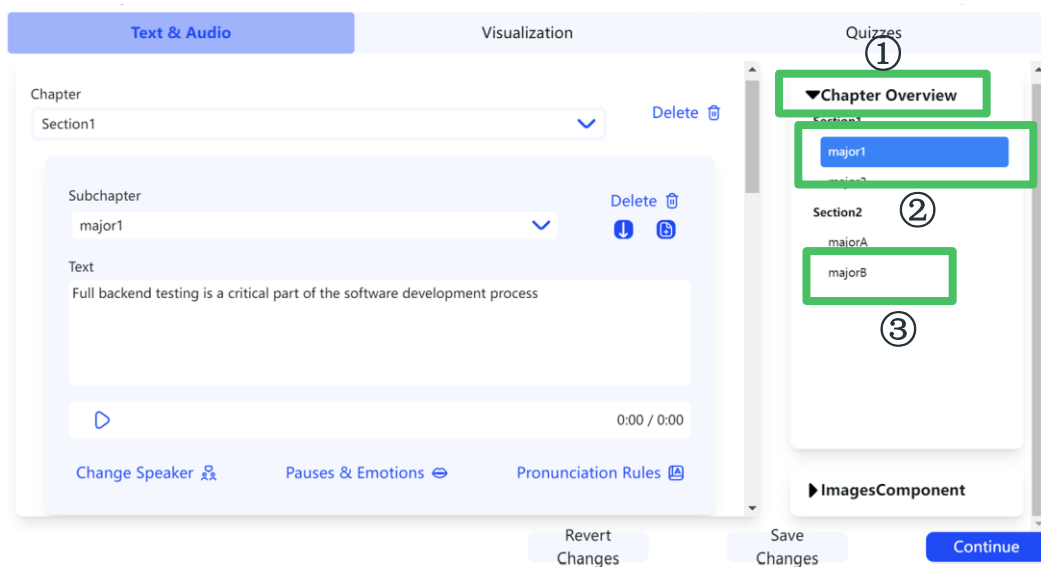 Text & Audio
Visualization
Quizzes
①
Chapter
Section1
Delete
Subchapter
major1
Delete
Text
Full backend testing is a critical part of the software development process
0:00 / 0:00
Change Speaker
Pauses & Emotions
Pronunciation Rules
Chapter Overview
Section1
major1
major2
②
Section2
majorA
majorB
③
ImagesComponent
Revert
Changes
Save
Changes
Continue